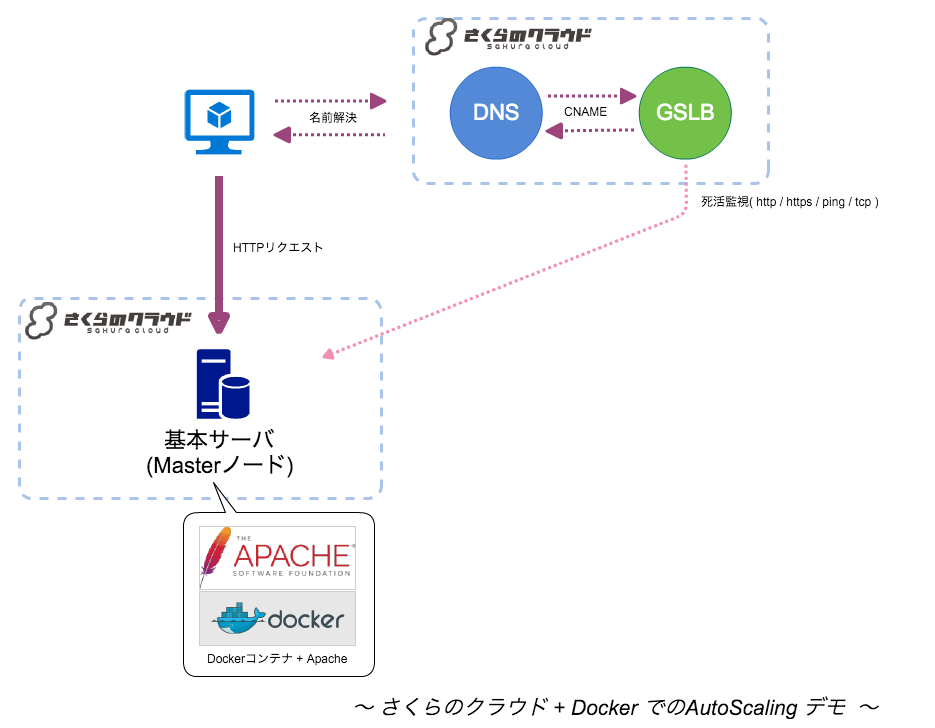 さくらのクラウド
SAKURA CLOUD
DNS
CNAME
GSLB
名前解決
死活監視( http / https / ping / tcp )
HTTPリクエスト
さくらのクラウド
SAKURA CLOUD
基本サーバ
(Masterノード)
THE
APACHE®
SOFTWARE FOUNDATION
docker
Dockerコンテナ + Apache
〜 さくらのクラウド + Docker でのAutoScaling デモ 〜